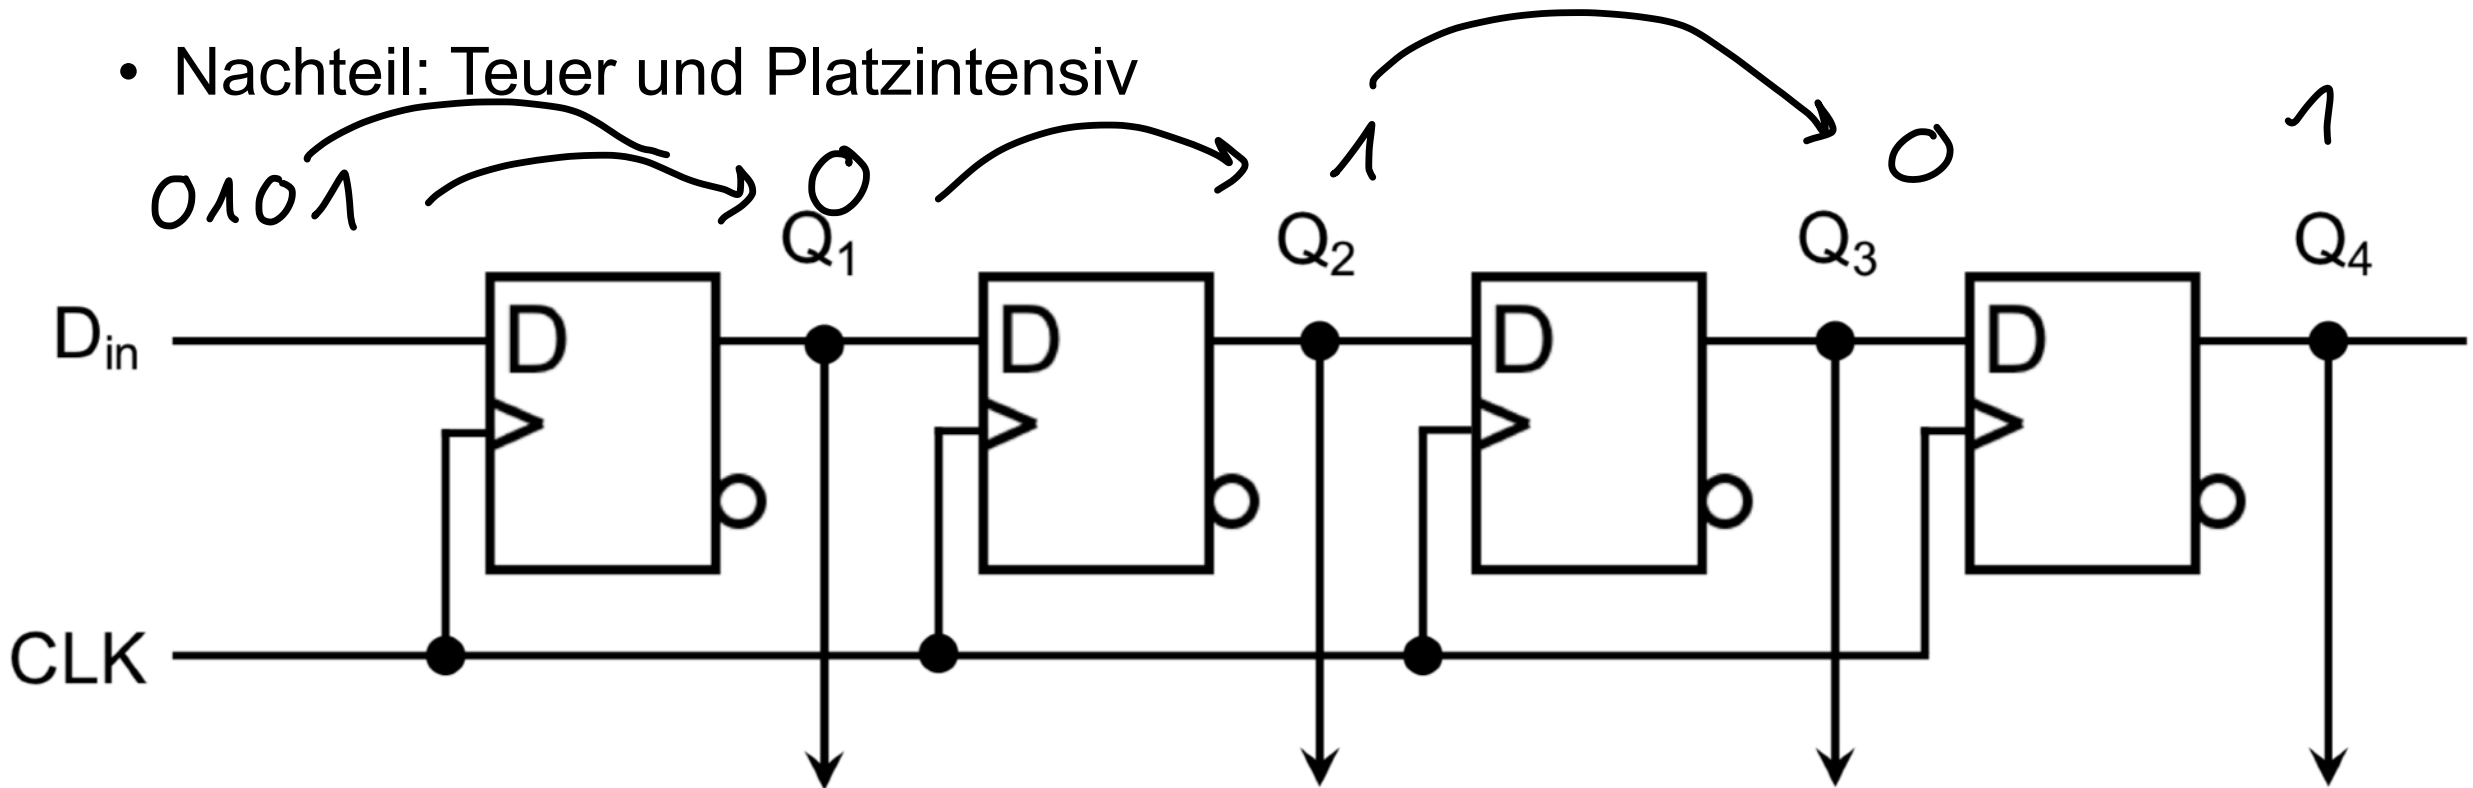 • Nachteil: Teuer und Platzintensiv
0101 0 1 0 1
Q1 Q2 Q3 Q4
Din D D D D
CLK